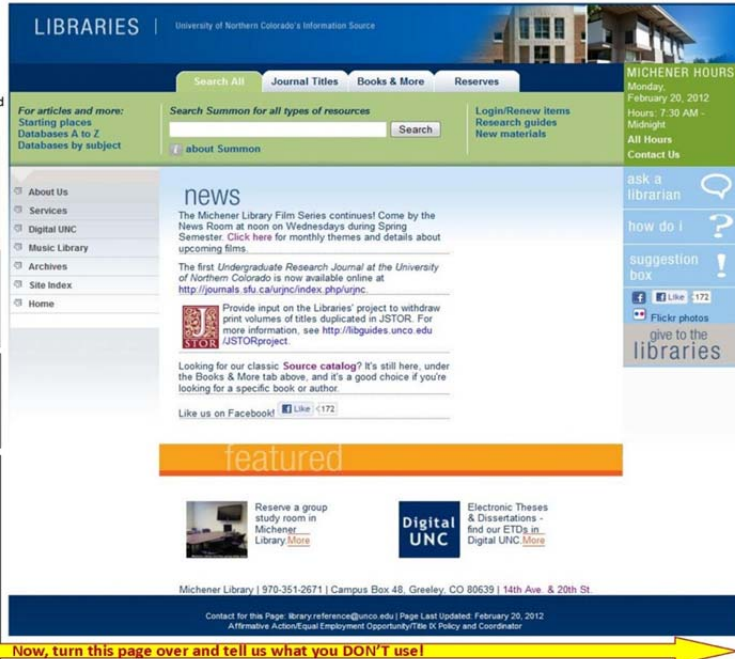 LIBRARIES | University of Northern Colorado's Information Source
Search All
Journal Titles
Books & More
Reserves
For articles and more:
Starting places
Databases A to Z
Databases by subject
Search Summon for all types of resources
Search
i about Summon
Login/Renew items
Research guides
New materials
MICHENER HOURS
Monday,
February 20, 2012
Hours: 7:30 AM -
Midnight
All Hours
Contact Us
ask a
librarian
how do i ?
suggestion
box !
f Like 172
Flickr photos
give to the
libraries
About Us
Services
Digital UNC
Music Library
Archives
Site Index
Home
news
The Michener Library Film Series continues! Come by the
News Room at noon on Wednesdays during Spring
Semester. Click here for monthly themes and details about
upcoming films.
The first Undergraduate Research Journal at the University
of Northern Colorado is now available online at
http://journals.sfu.ca/urjnc/index.php/urjnc.
J
STOR
Provide input on the Libraries' project to withdraw
print volumes of titles duplicated in JSTOR. For
more information, see http://libguides.unco.edu
/JSTORproject.
Looking for our classic Source catalog? It's still here, under
the Books & More tab above, and it's a good choice if you're
looking for a specific book or author.
Like us on Facebook! f Like 172
featured
Reserve a group
study room in
Michener
Library.More
Digital
UNC
Electronic Theses
& Dissertations -
find our ETDs in
Digital UNC.More
Michener Library | 970-351-2671 | Campus Box 48, Greeley, CO 80639 | 14th Ave. & 20th St.
Contact for this Page: library.reference@unco.edu | Page Last Updated: February 20, 2012
Affirmative Action/Equal Employment Opportunity/Title IX Policy and Coordinator
Now, turn this page over and tell us what you DON'T use!